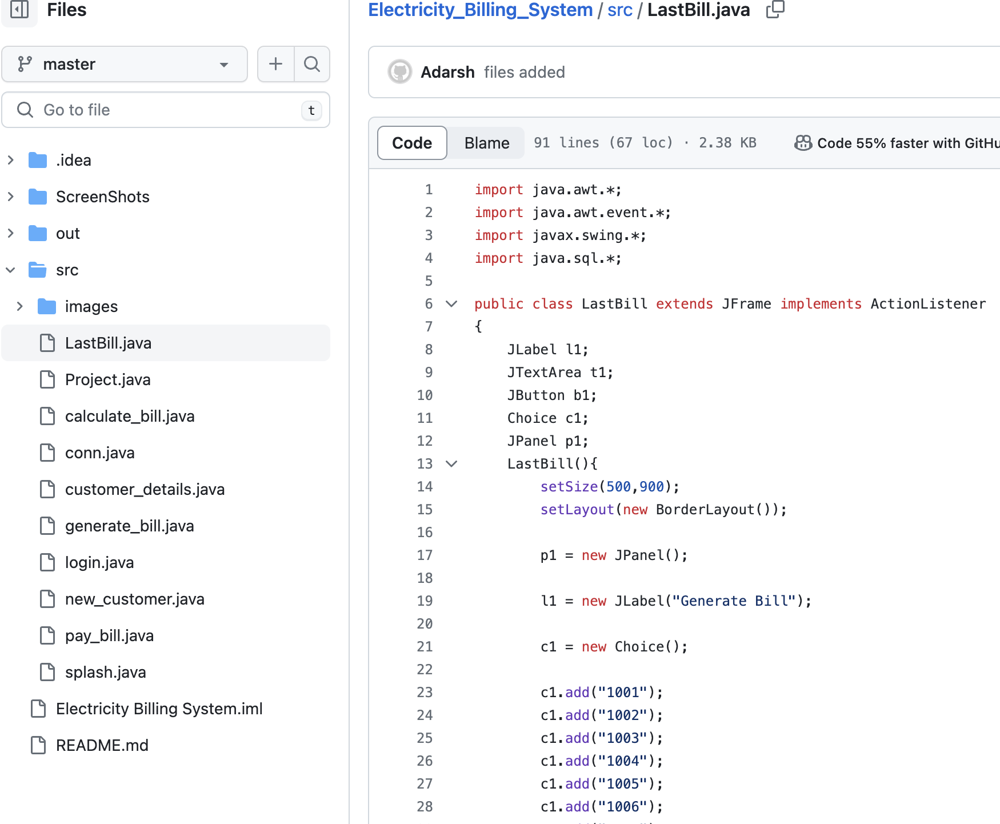 Files
master
Go to file
t
.idea
ScreenShots
out
src
images
LastBill.java
Project.java
calculate_bill.java
conn.java
customer_details.java
generate_bill.java
login.java
new_customer.java
pay_bill.java
splash.java
Electricity Billing System.iml
README.md
Electricity_Billing_System / src / LastBill.java
Adarsh files added
Code Blame 91 lines (67 loc) · 2.38 KB Code 55% faster with GitHu
1 import java.awt.*;
2 import java.awt.event.*;
3 import javax.swing.*;
4 import java.sql.*;
5
6 public class LastBill extends JFrame implements ActionListener
7 {
8 JLabel l1;
9 JTextArea t1;
10 JButton b1;
11 Choice c1;
12 JPanel p1;
13 LastBill(){
14 setSize(500,900);
15 setLayout(new BorderLayout());
16
17 p1 = new JPanel();
18
19 l1 = new JLabel("Generate Bill");
20
21 c1 = new Choice();
22
23 c1.add("1001");
24 c1.add("1002");
25 c1.add("1003");
26 c1.add("1004");
27 c1.add("1005");
28 c1.add("1006");